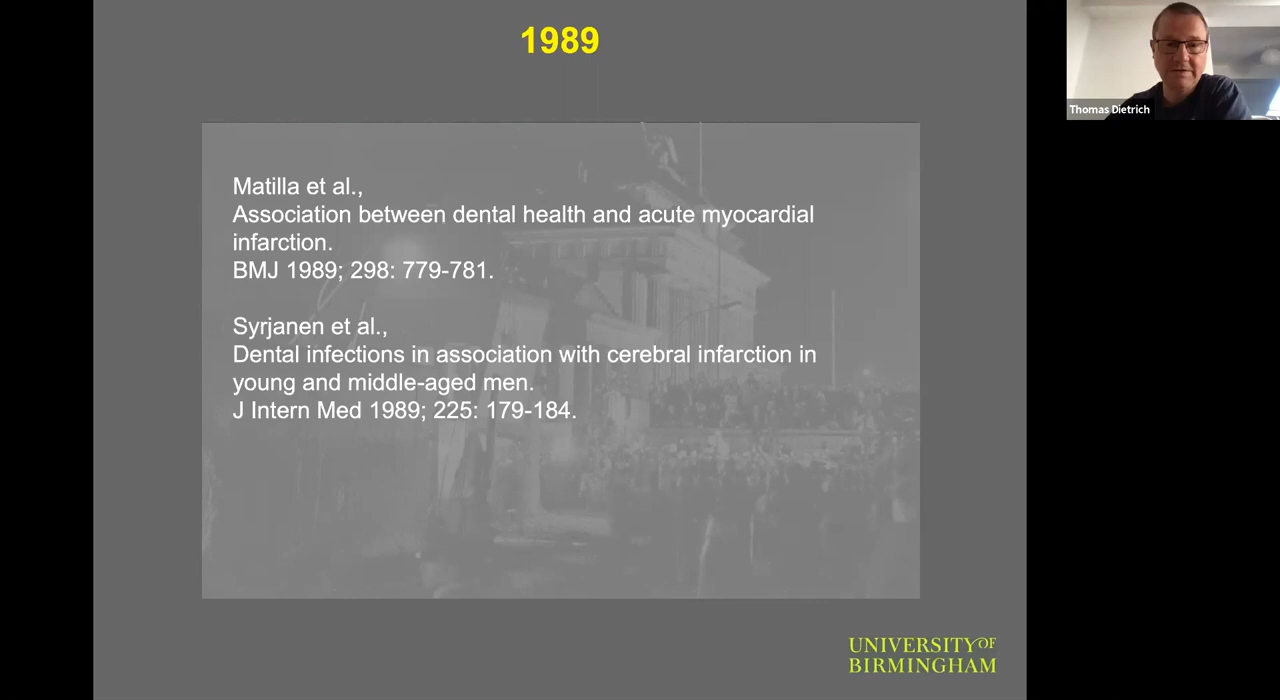 1989
Matilla et al.,
Association between dental health and acute myocardial
infarction.
BMJ 1989; 298: 779-781.
Syrjanen et al.,
Dental infections in association with cerebral infarction in
young and middle-aged men.
J Intern Med 1989; 225: 179-184.
UNIVERSITY OF
BIRMINGHAM
Thomas Dietrich